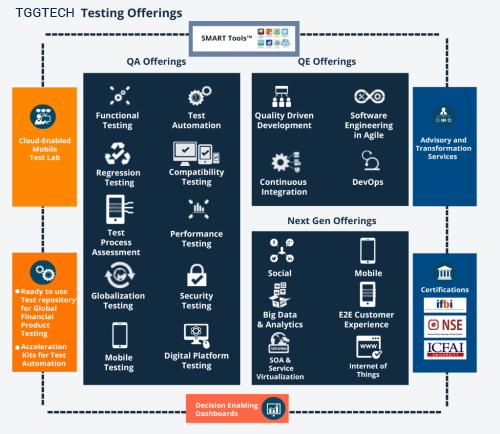 TGGTECH Testing Offerings
SMART Tools™
QA Offerings
QE Offerings
Cloud-Enabled
Mobile
Test Lab
Functional
Testing
Test
Automation
Regression
Testing
Compatibility
Testing
Test
Process
Assessment
Performance
Testing
Globalization
Testing
Security
Testing
Mobile
Testing
Digital Platform
Testing
Quality Driven
Development
Software
Engineering
in Agile
Continuous
Integration
DevOps
Advisory and
Transformation
Services
Next Gen Offerings
Social
Mobile
Big Data
& Analytics
E2E Customer
Experience
SOA &
Service
Virtualization
WWW
Internet of
Things
Ready to use
Test repository
for Global
Financial
Product
Testing
Acceleration
Kits for Test
Automation
Certifications
ifbi
NSE
ICFAI
UNIVERSITY
Decision Enabling
Dashboards